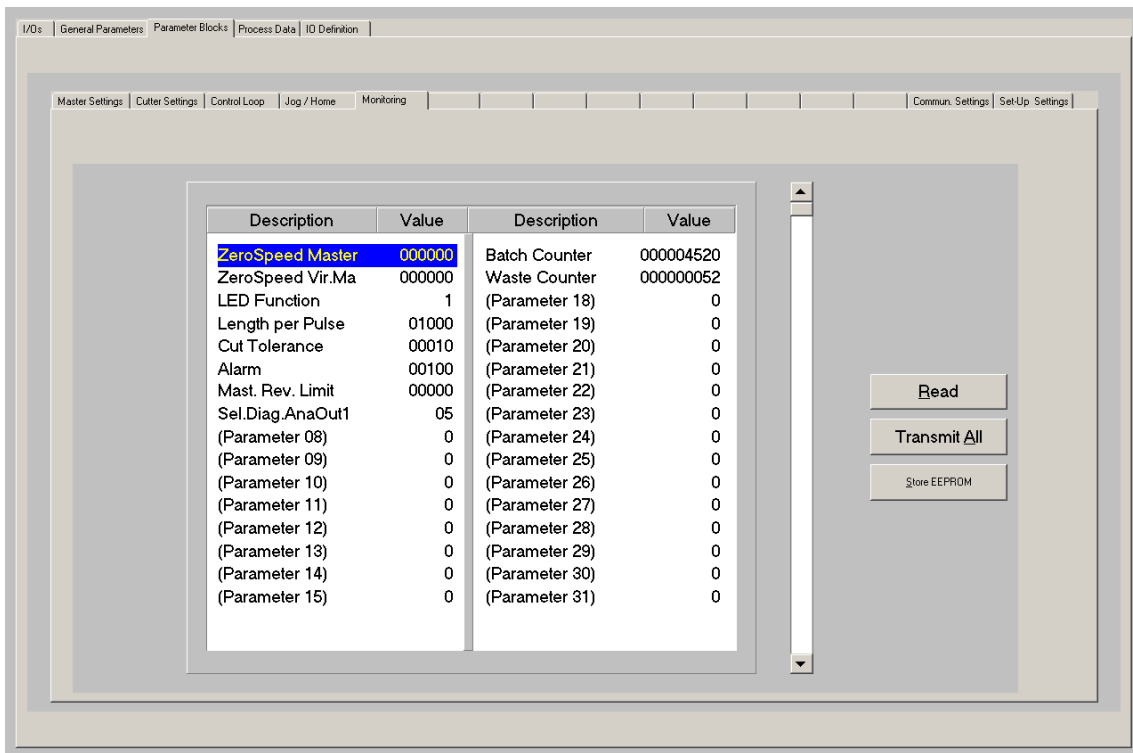 I/Os General Parameters Parameter Blocks Process Data IO Definition
Master Settings Cutter Settings Control Loop Jog / Home Monitoring Commun. Settings Set-Up Settings
Description Value Description Value
ZeroSpeed Master 000000 Batch Counter 000004520
ZeroSpeed Vir.Ma 000000 Waste Counter 000000052
LED Function 1 (Parameter 18) 0
Length per Pulse 01000 (Parameter 19) 0
Cut Tolerance 00010 (Parameter 20) 0
Alarm 00100 (Parameter 21) 0
Mast. Rev. Limit 00000 (Parameter 22) 0
Sel.Diag.AnaOut1 05 (Parameter 23) 0
(Parameter 08) 0 (Parameter 24) 0
(Parameter 09) 0 (Parameter 25) 0
(Parameter 10) 0 (Parameter 26) 0
(Parameter 11) 0 (Parameter 27) 0
(Parameter 12) 0 (Parameter 28) 0
(Parameter 13) 0 (Parameter 29) 0
(Parameter 14) 0 (Parameter 30) 0
(Parameter 15) 0 (Parameter 31) 0
Read
Transmit All
Store EEPROM